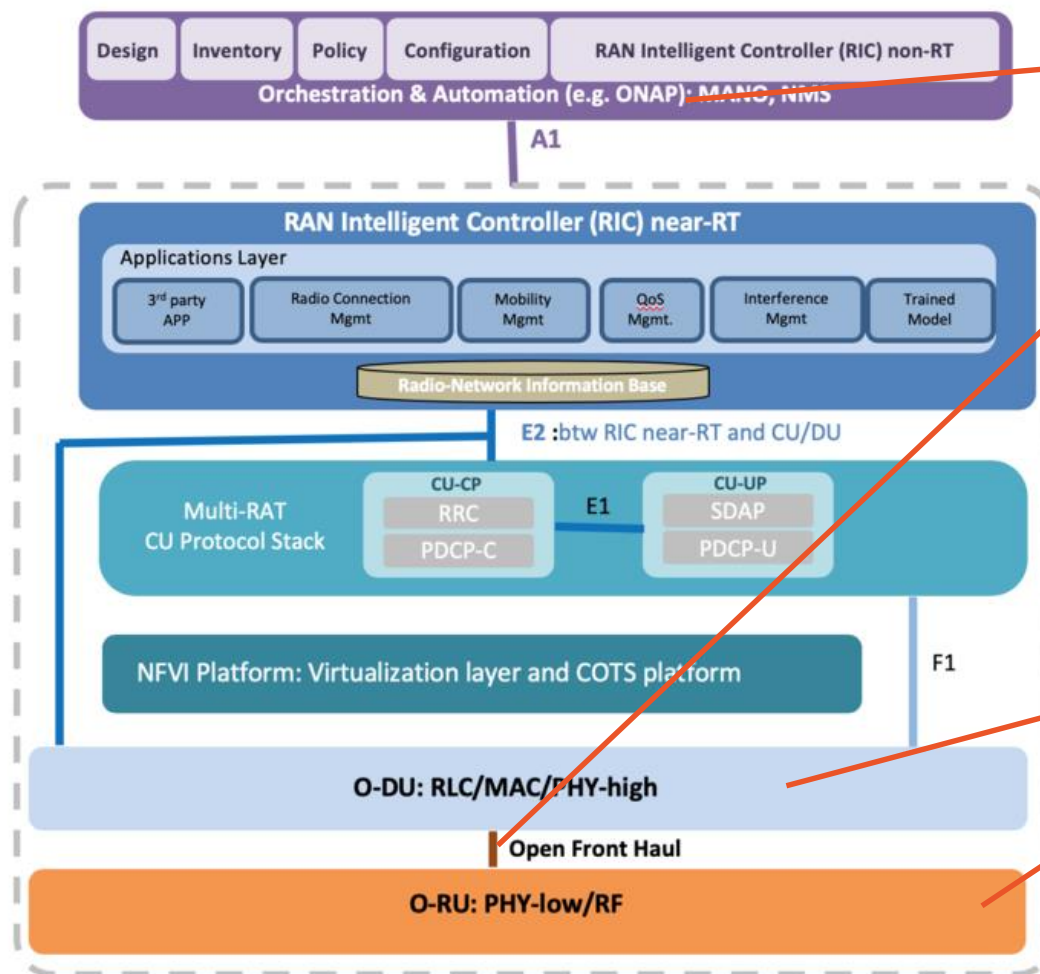 Design
Inventory
Policy
Configuration
RAN Intelligent Controller (RIC) non-RT
Orchestration & Automation (e.g. ONAP): MANO, NMS
A1
RAN Intelligent Controller (RIC) near-RT
Applications Layer
3rd party
APP
Radio Connection
Mgmt
Mobility
Mgmt
QoS
Mgmt.
Interference
Mgmt
Trained
Model
Radio-Network Information Base
E2 :btw RIC near-RT and CU/DU
Multi-RAT
CU Protocol Stack
CU-CP
RRC
PDCP-C
E1
CU-UP
SDAP
PDCP-U
NFVI Platform: Virtualization layer and COTS platform
F1
O-DU: RLC/MAC/PHY-high
Open Front Haul
O-RU: PHY-low/RF